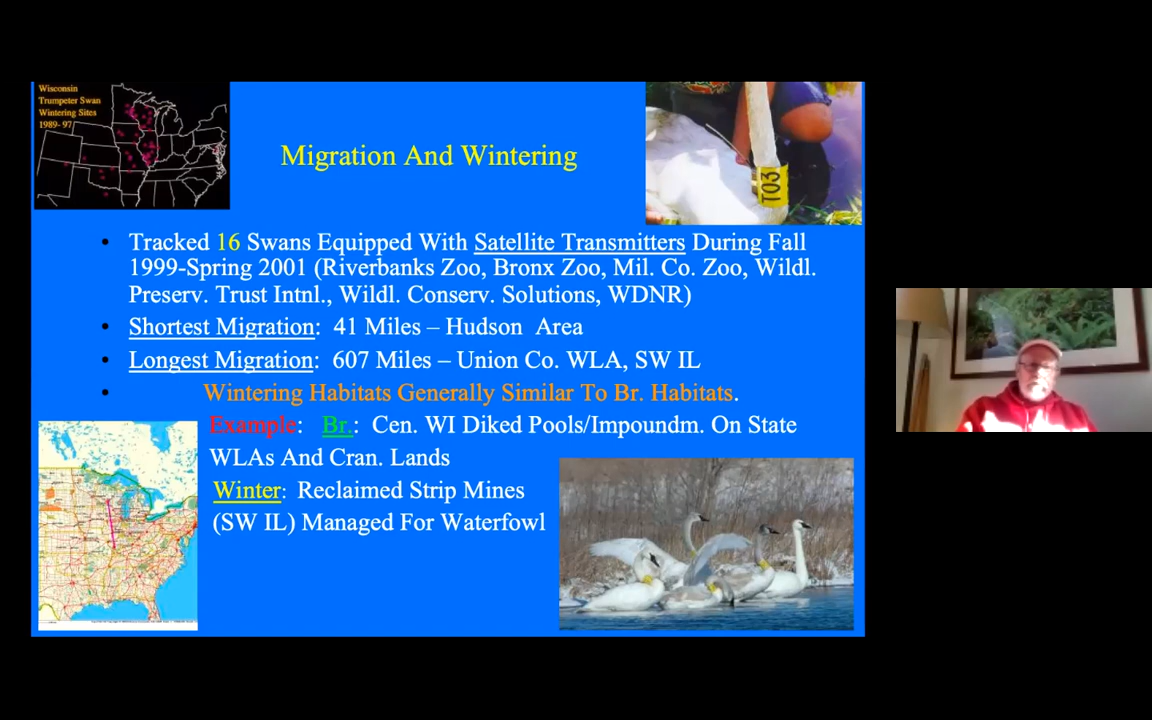 Wisconsin
Trumpeter Swan
Wintering Sites
1989- 97
Migration And Wintering
T03
• Tracked 16 Swans Equipped With Satellite Transmitters During Fall
1999-Spring 2001 (Riverbanks Zoo, Bronx Zoo, Mil. Co. Zoo, Wildl.
Preserv. Trust Intnl., Wildl. Conserv. Solutions, WDNR)
• Shortest Migration: 41 Miles – Hudson Area
• Longest Migration: 607 Miles – Union Co. WLA, SW IL
• Wintering Habitats Generally Similar To Br. Habitats.
Example: Br.: Cen. WI Diked Pools/Impoundm. On State
WLAs And Cran. Lands
Winter: Reclaimed Strip Mines
(SW IL) Managed For Waterfowl